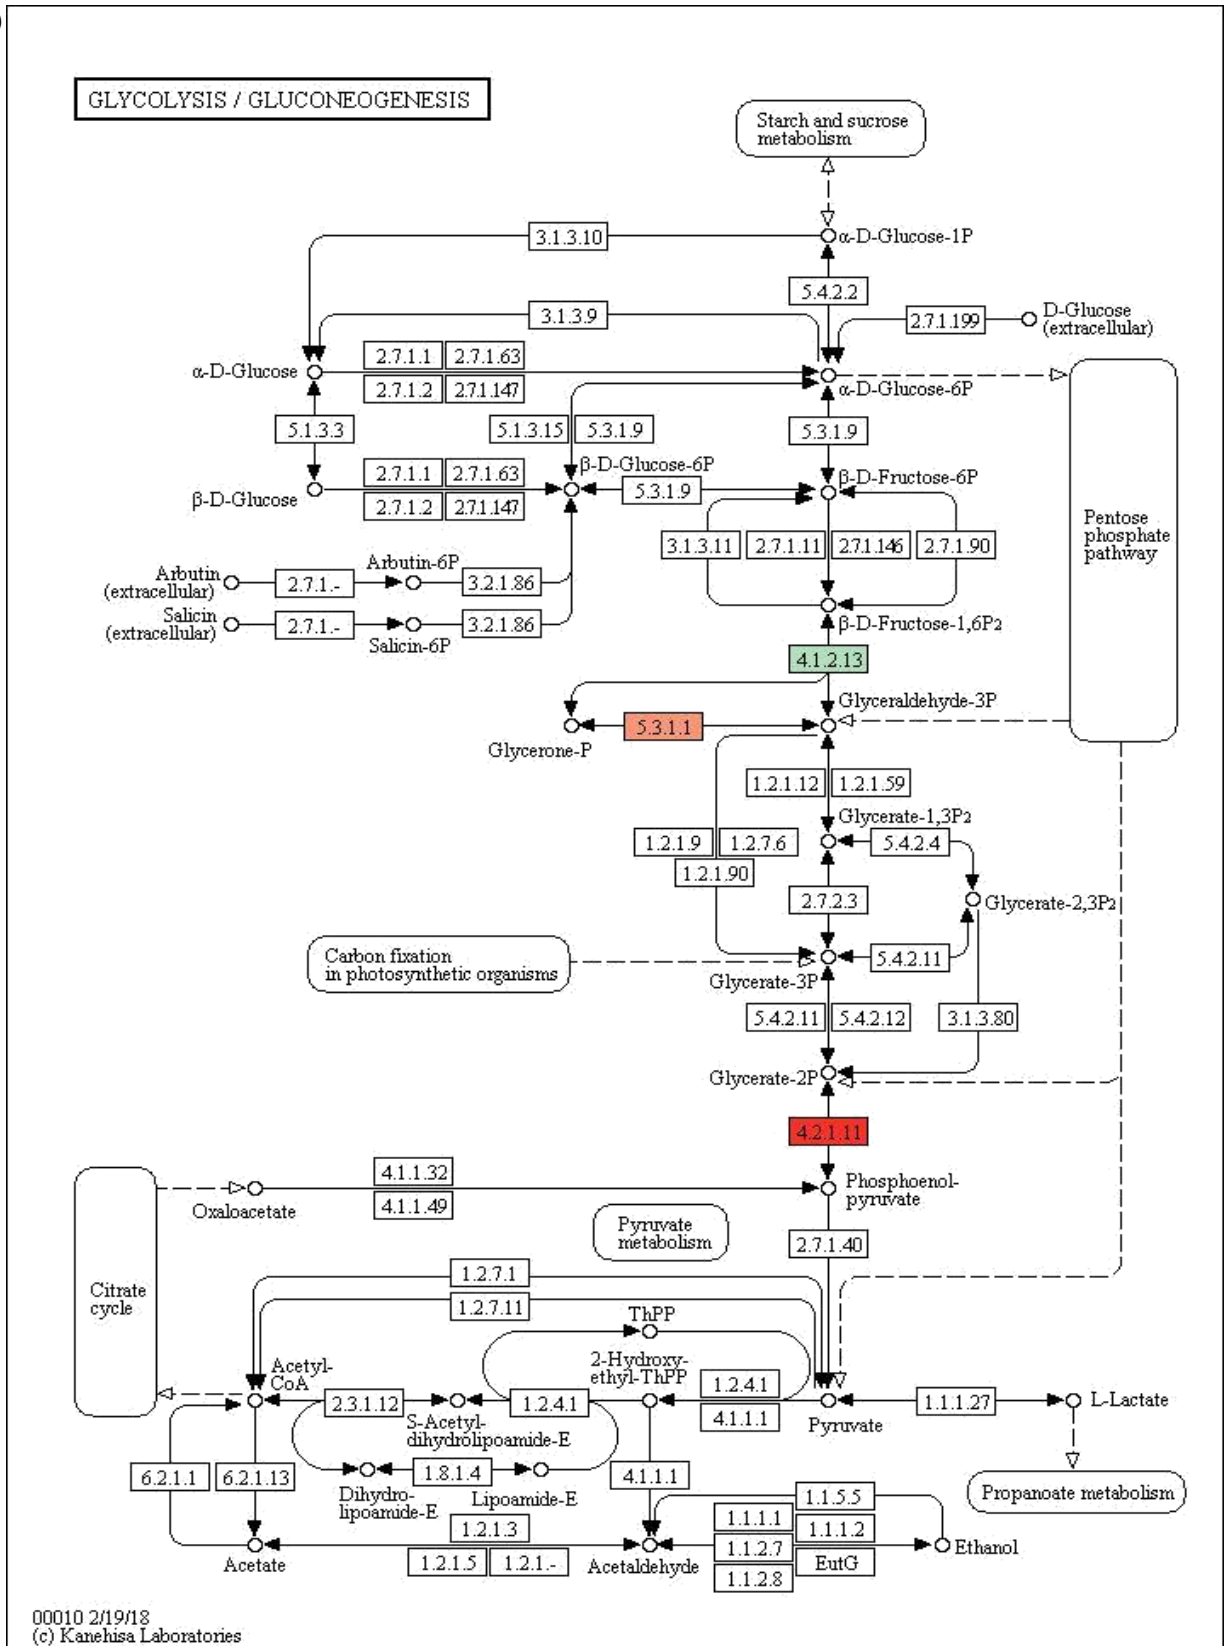 )
GLYCOLYSIS / GLUCONEOGENESIS
Starch and sucrose
metabolism
3.1.3.10
α-D-Glucose-1P
5.4.2.2
3.1.3.9
2.7.1.199
D-Glucose
(extracellular)
α-D-Glucose
2.7.1.1
2.7.1.63
2.7.1.2
2.7.1.147
α-D-Glucose-6P
5.1.3.3
5.1.3.15
5.3.1.9
5.3.1.9
β-D-Glucose
2.7.1.1
2.7.1.63
2.7.1.2
2.7.1.147
β-D-Glucose-6P
5.3.1.9
β-D-Fructose-6P
Pentose
phosphate
pathway
3.1.3.11
2.7.1.11
2.7.1.146
2.7.1.90
Arbutin
(extracellular)
2.7.1.-
Arbutin-6P
3.2.1.86
Salicin
(extracellular)
2.7.1.-
Salicin-6P
3.2.1.86
β-D-Fructose-1,6P2
4.1.2.13
Glyceraldehyde-3P
Glycerone-P
5.3.1.1
1.2.1.12
1.2.1.59
Glycerate-1,3P2
1.2.1.9
1.2.7.6
1.2.1.90
5.4.2.4
2.7.2.3
Glycerate-2,3P2
Carbon fixation
in photosynthetic organisms
Glycerate-3P
5.4.2.11
5.4.2.11
5.4.2.12
3.1.3.80
Glycerate-2P
4.2.1.11
4.1.1.32
4.1.1.49
Oxaloacetate
Phosphoenol-
pyruvate
Pyruvate
metabolism
2.7.1.40
Citrate
cycle
1.2.7.1
1.2.7.11
ThPP
Acetyl-
CoA
2-Hydroxy-
ethyl-ThPP
2.3.1.12
S-Acetyl-
dihydrolipoamide-E
1.2.4.1
1.2.4.1
4.1.1.1
Pyruvate
1.1.1.27
L-Lactate
6.2.1.1
6.2.1.13
1.8.1.4
Dihydro-
lipoamide-E
Lipoamide-E
4.1.1.1
Propanoate metabolism
1.1.5.5
1.1.1.1
1.1.1.2
1.1.2.7
EutG
1.1.2.8
Ethanol
Acetate
1.2.1.3
1.2.1.5
1.2.1.-
Acetaldehyde
00010 2/19/18
(c) Kanehisa Laboratories